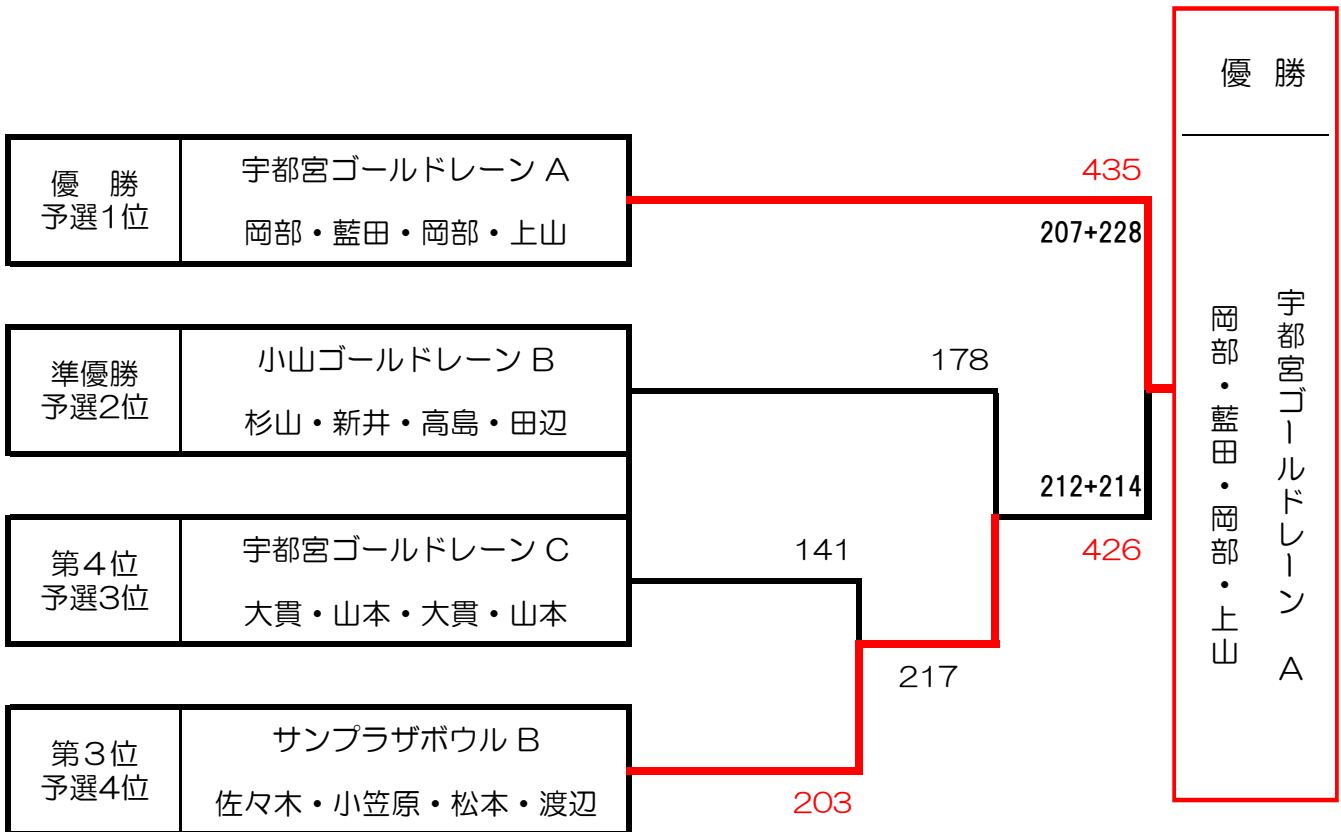 優 勝
宇都宮ゴールドレーン A
岡部・藍田・岡部・上山
優 勝
予選1位
宇都宮ゴールドレーン A
岡部・藍田・岡部・上山
435
207+228
準優勝
予選2位
小山ゴールドレーン B
杉山・新井・高島・田辺
178
212+214
426
第4位
予選3位
宇都宮ゴールドレーン C
大貫・山本・大貫・山本
141
217
第3位
予選4位
サンプラザボウル B
佐々木・小笠原・松本・渡辺
203